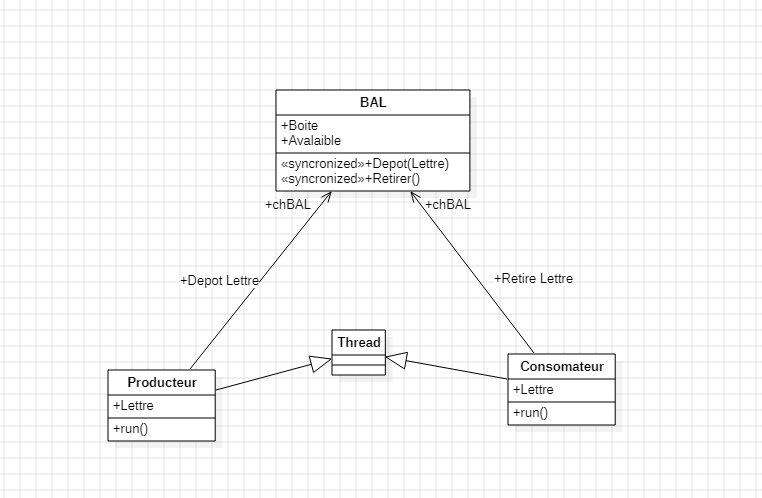 BAL
+Boite
+Avalaible
«syncronized»+Depot(Lettre)
«syncronized»+Retirer()
+chBAL
+chBAL
+Depot Lettre
+Retire Lettre
Thread
Producteur
+Lettre
+run()
Consomateur
+Lettre
+run()